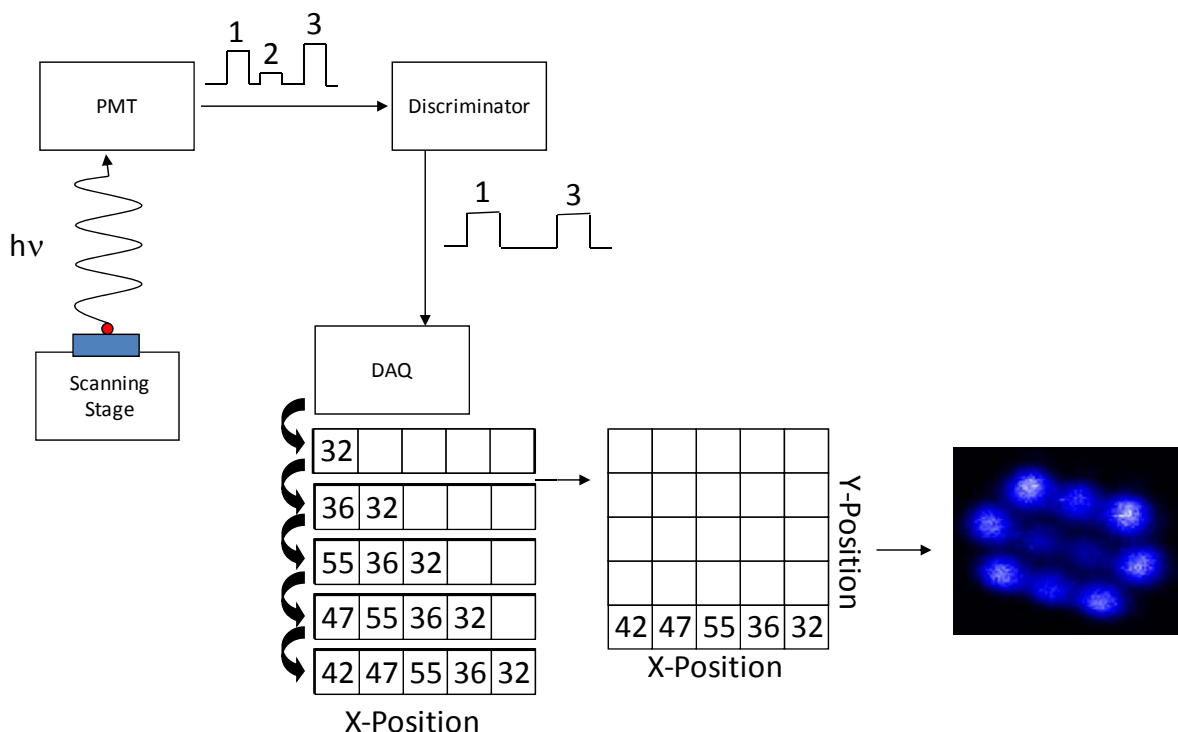 1 2 3
PMT
Discriminator
1 3
hν
DAQ
Scanning
Stage
32
36 32
55 36 32
47 55 36 32
42 47 55 36 32
X-Position
42 47 55 36 32
X-Position
Y-Position